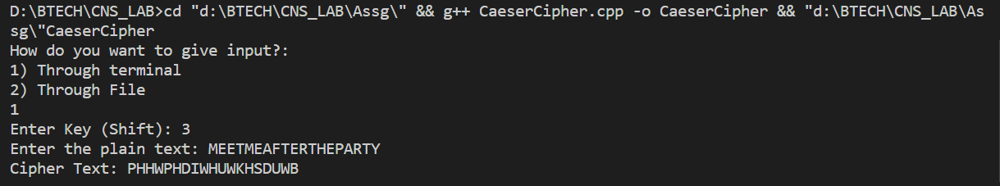 D:\BTECH\CNS_LAB>cd "d:\BTECH\CNS_LAB\Assg\" && g++ CaeserCipher.cpp -o CaeserCipher && "d:\BTECH\CNS_LAB\As
sg\"CaeserCipher
How do you want to give input?:
1) Through terminal
2) Through File
1
Enter Key (Shift): 3
Enter the plain text: MEETMEAFTERTHEPARTY
Cipher Text: PHHWPHDIWHUWKHSDUWB